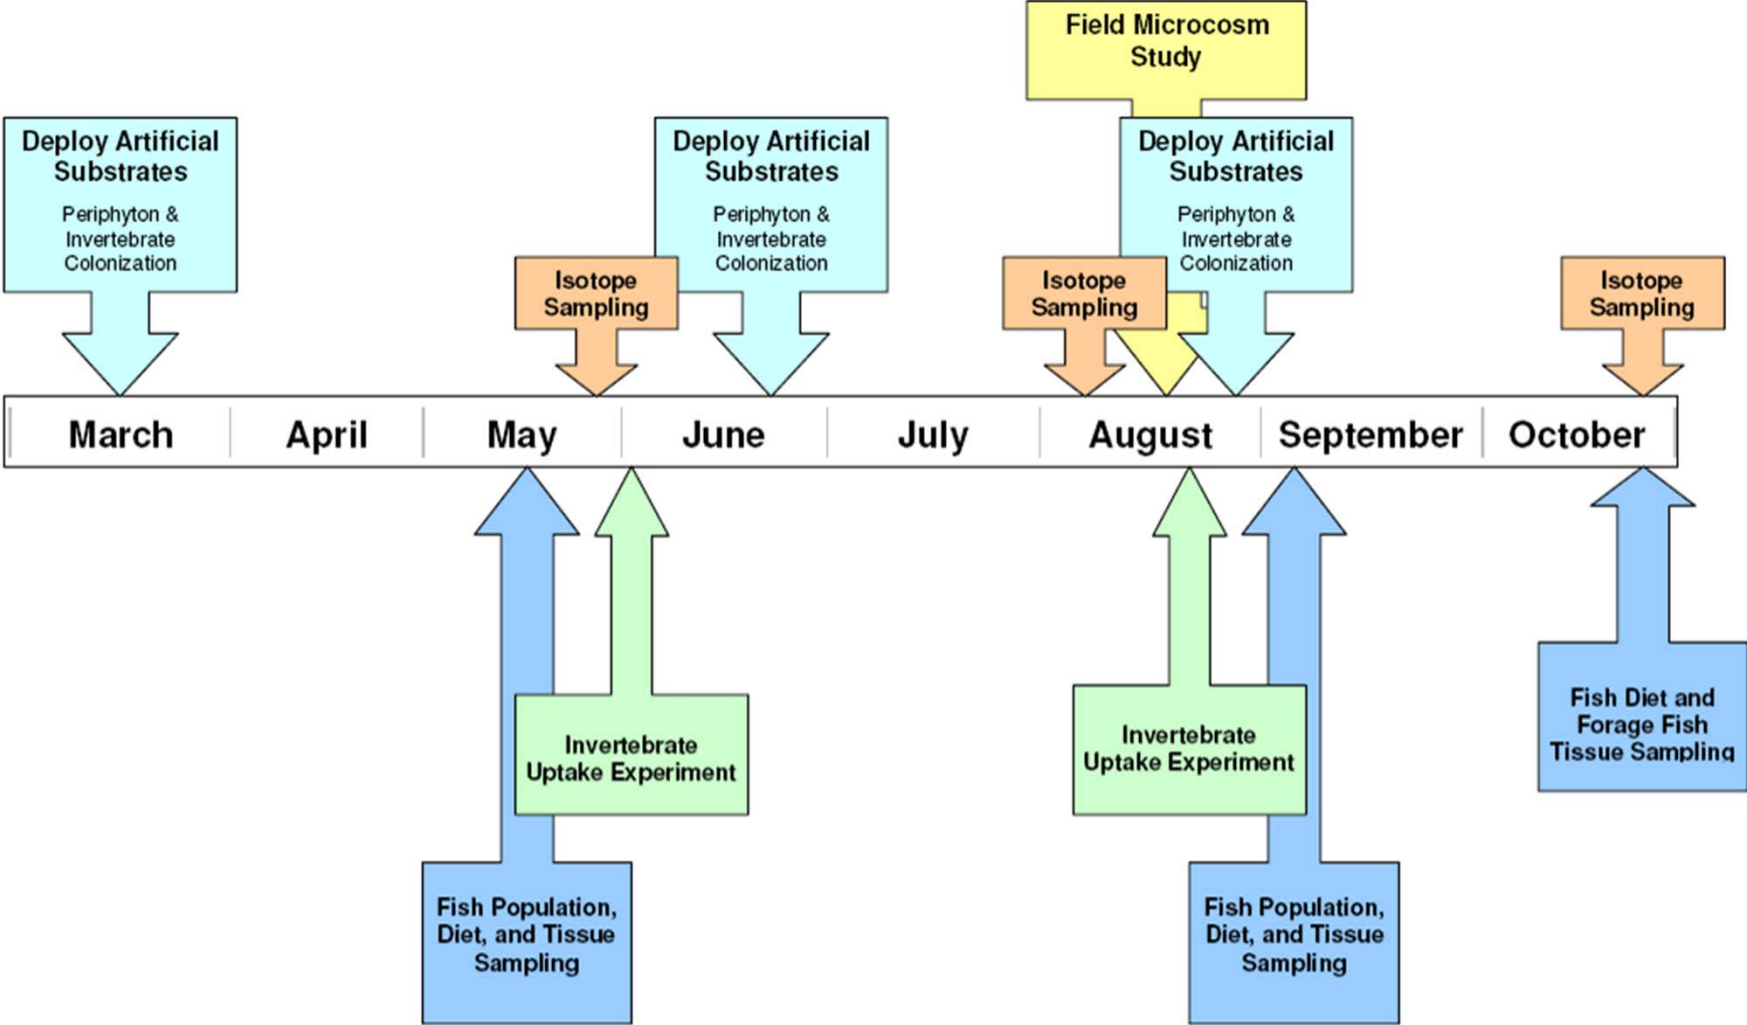 Field Microcosm
Study
Deploy Artificial
Substrates
Periphyton &
Invertebrate
Colonization
Deploy Artificial
Substrates
Periphyton &
Invertebrate
Colonization
Deploy Artificial
Substrates
Periphyton &
Invertebrate
Colonization
Isotope
Sampling
Isotope
Sampling
Isotope
Sampling
March
April
May
June
July
August
September
October
Invertebrate
Uptake Experiment
Invertebrate
Uptake Experiment
Fish Diet and
Forage Fish
Tissue Sampling
Fish Population,
Diet, and Tissue
Sampling
Fish Population,
Diet, and Tissue
Sampling